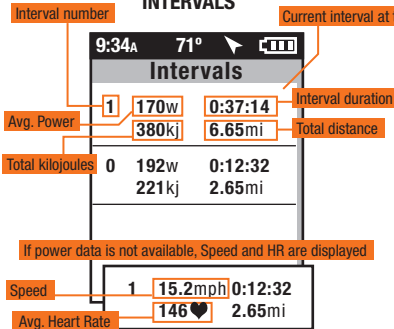 INTERVALS
Interval number
Current interval at
9:34A 71º
Intervals
1 170w 0:37:14
Interval duration
Avg. Power
380kj 6.65mi
Total distance
Total kilojoules
0 192w 0:12:32
221kj 2.65mi
If power data is not available, Speed and HR are displayed
Speed
1 15.2mph 0:12:32
146 2.65mi
Avg. Heart Rate